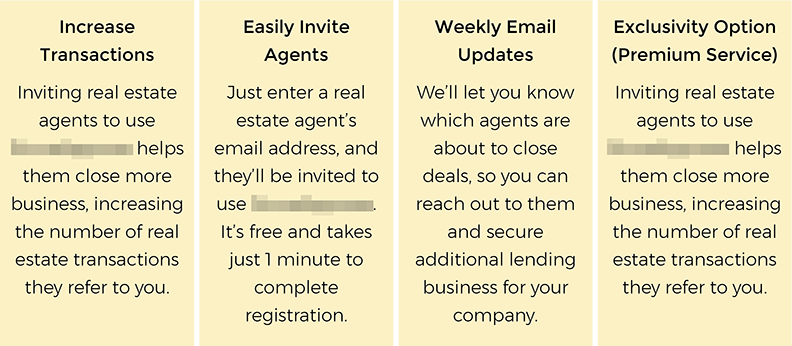 Increase
Transactions
Inviting real estate
agents to use
helps
them close more
business, increasing
the number of real
estate transactions
they refer to you.
Easily Invite
Agents
Just enter a real
estate agent's
email address, and
they'll be invited to
use .
It's free and takes
just 1 minute to
complete
registration.
Weekly Email
Updates
We'll let you know
which agents are
about to close
deals, so you can
reach out to them
and secure
additional lending
business for your
company.
Exclusivity Option
(Premium Service)
Inviting real estate
agents to use
helps
them close more
business, increasing
the number of real
estate transactions
they refer to you.